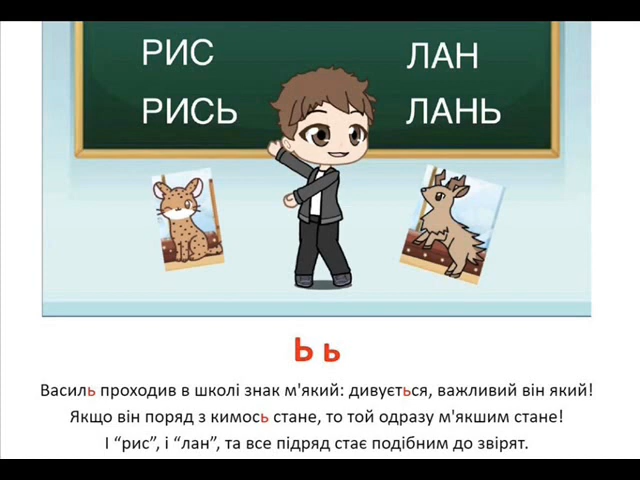 РИС ЛАН
РИСЬ ЛАНЬ
Ь ь
Василь проходив в школі знак м'який: дивується, важливий він який!
Якщо він поряд з кимось стане, то той одразу м'якшим стане!
І “рис”, і “лан”, та все підряд стає подібним до звірят.